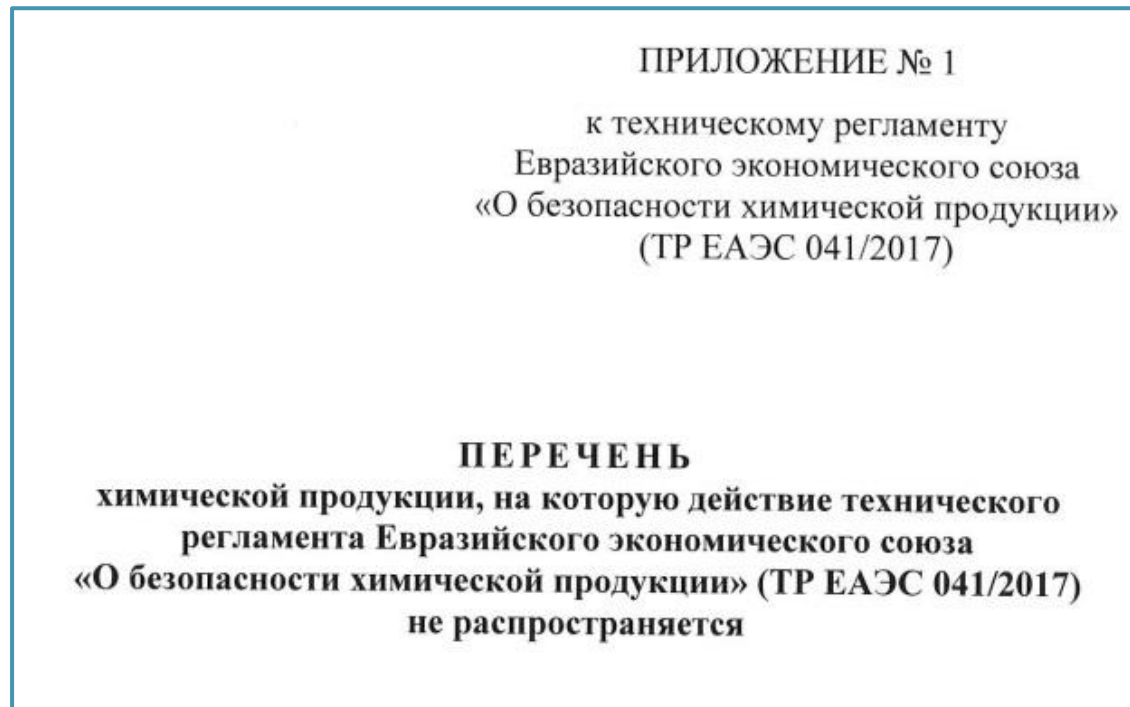 ПРИЛОЖЕНИЕ № 1
к техническому регламенту
Евразийского экономического союза
«О безопасности химической продукции»
(ТР ЕАЭС 041/2017)
ПЕРЕЧЕНЬ
химической продукции, на которую действие технического
регламента Евразийского экономического союза
«О безопасности химической продукции» (ТР ЕАЭС 041/2017)
не распространяется